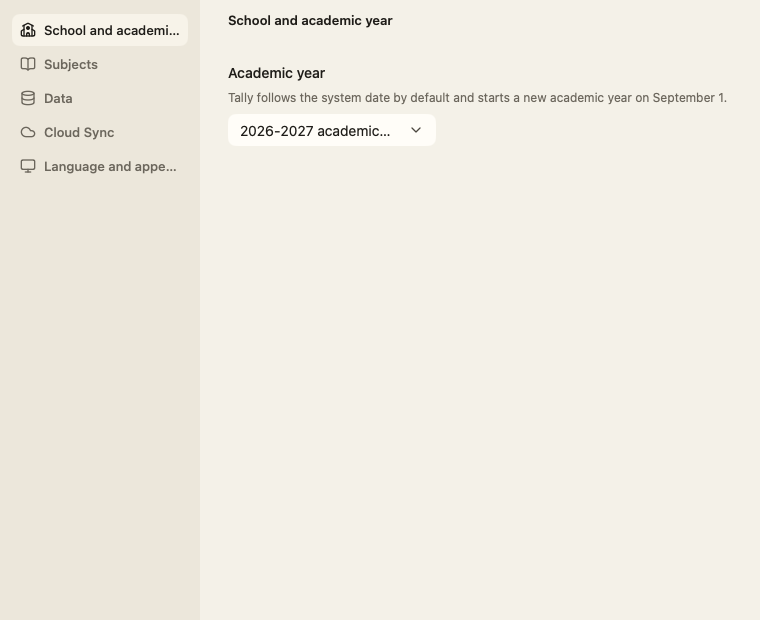 School and academi...
Subjects
Data
Cloud Sync
Language and appe...
School and academic year
Academic year
Tally follows the system date by default and starts a new academic year on September 1.
2026-2027 academic...